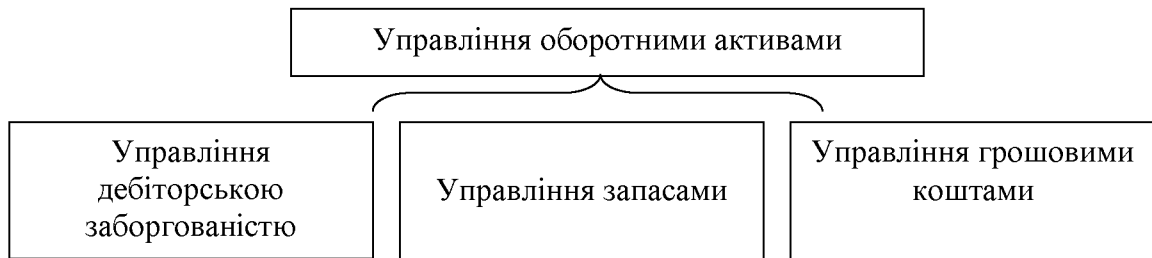 Управління оборотними активами
Управління
дебіторською
заборгованістю
Управління запасами
Управління грошовими
коштами